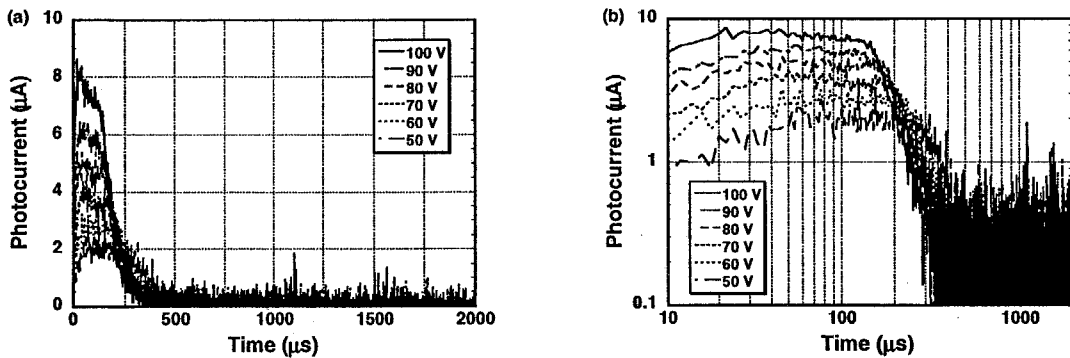 (a)
10
8
6
4
2
0
Photocurrent (μA)
100 V
90 V
80 V
70 V
60 V
50 V
0
500
1000
1500
2000
Time (μs)
(b)
10
1
0.1
Photocurrent (μA)
100 V
90 V
80 V
70 V
60 V
50 V
10
100
1000
Time (μs)